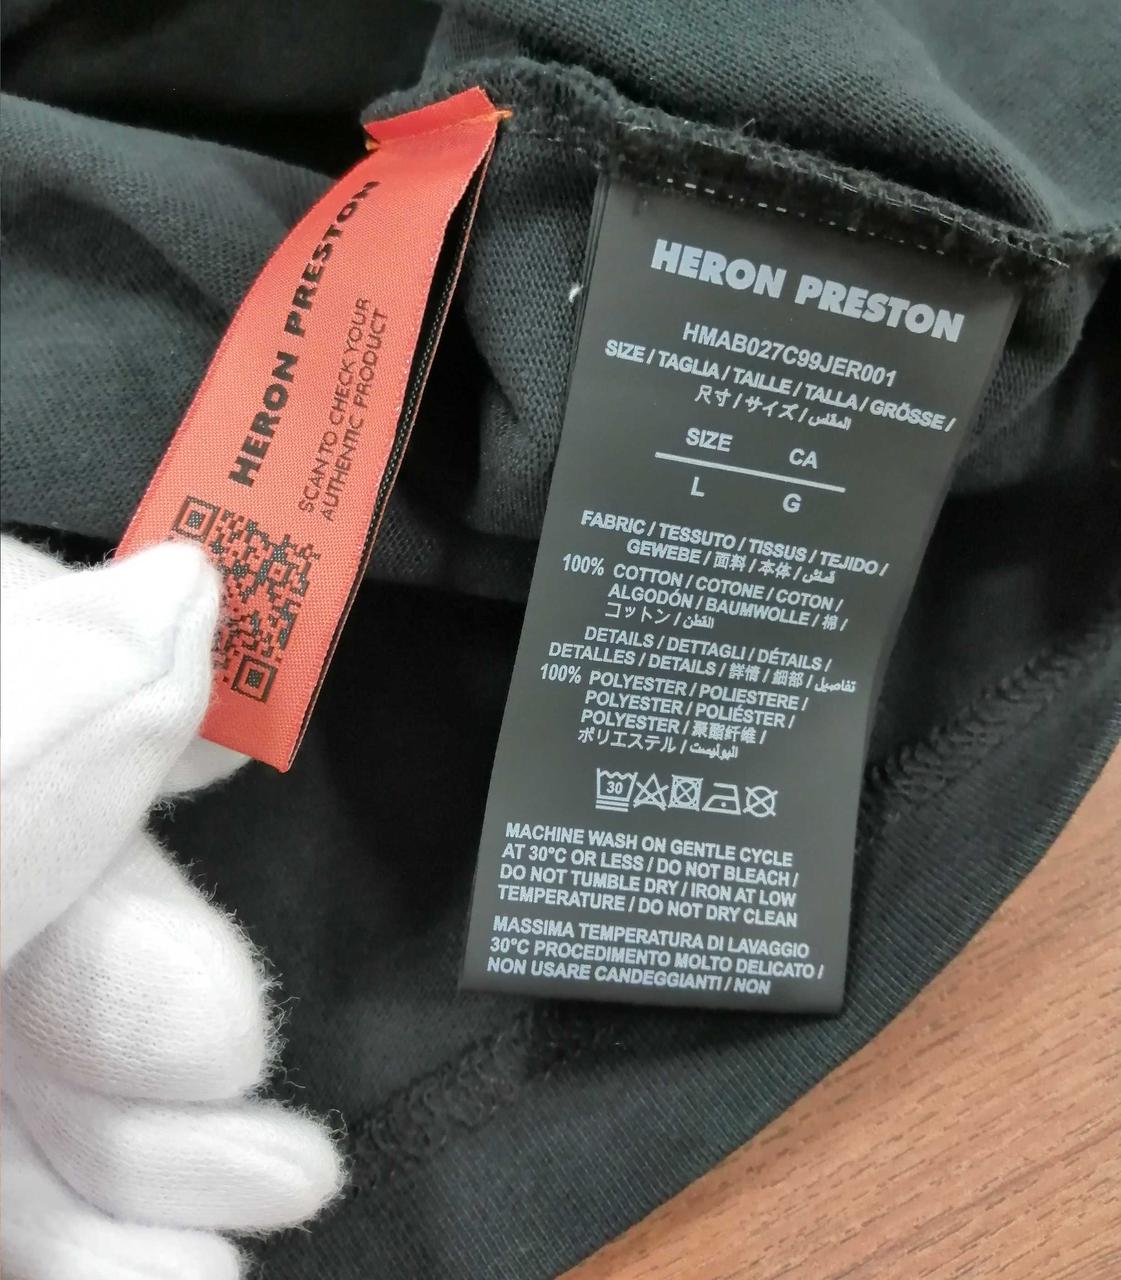 HERON PRESTON
SCAN TO CHECK YOUR
AUTHENTIC PRODUCT
HERON PRESTON
HMAB027C99JER001
SIZE / TAGLIA / TAILLE / TALLA / GRÖSSE /
尺寸 / サイズ / المقاس
SIZE CA
L G
FABRIC / TESSUTO / TISSUS / TEJIDO /
GEWEBE / 面料 / 本体 / قماش
100% COTTON / COTONE / COTON /
ALGODÓN / BAUMWOLLE / 棉 /
コットン / القطن
DETAILS / DETTAGLI / DÉTAILS /
DETALLES / DETAILS / 詳情 / 細部 / تفاصيل
100% POLYESTER / POLIESTERE /
POLYESTER / POLIÉSTER /
POLYESTER / 聚酯纤维 /
ポリエステル / البوليستر
30
MACHINE WASH ON GENTLE CYCLE
AT 30°C OR LESS / DO NOT BLEACH /
DO NOT TUMBLE DRY / IRON AT LOW
TEMPERATURE / DO NOT DRY CLEAN
MASSIMA TEMPERATURA DI LAVAGGIO
30°C PROCEDIMENTO MOLTO DELICATO /
NON USARE CANDEGGIANTI / NON